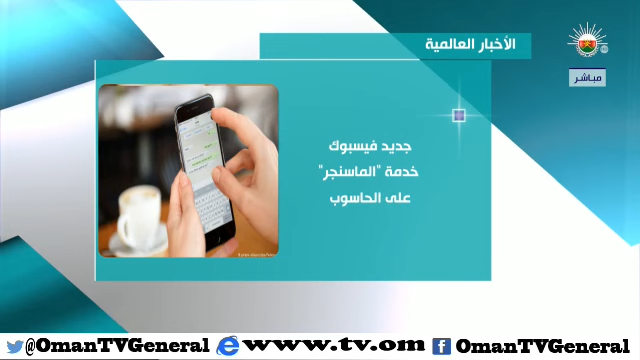 الأخبار العالمية
مباشر
جديد فيسبوك
خدمة "الماسنجر"
على الحاسوب
@OmanTVGeneral www.tv.om OmanTVGeneral